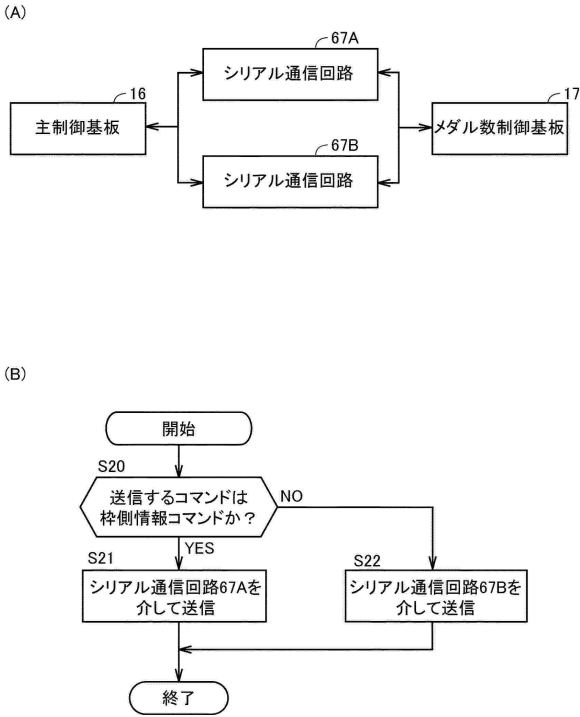 (A)
67A
シリアル通信回路
16
主制御基板
17
メダル数制御基板
67B
シリアル通信回路
(B)
開始
S20
送信するコマンドは
枠側情報コマンドか？
NO
YES
S21
シリアル通信回路67Aを
介して送信
S22
シリアル通信回路67Bを
介して送信
終了